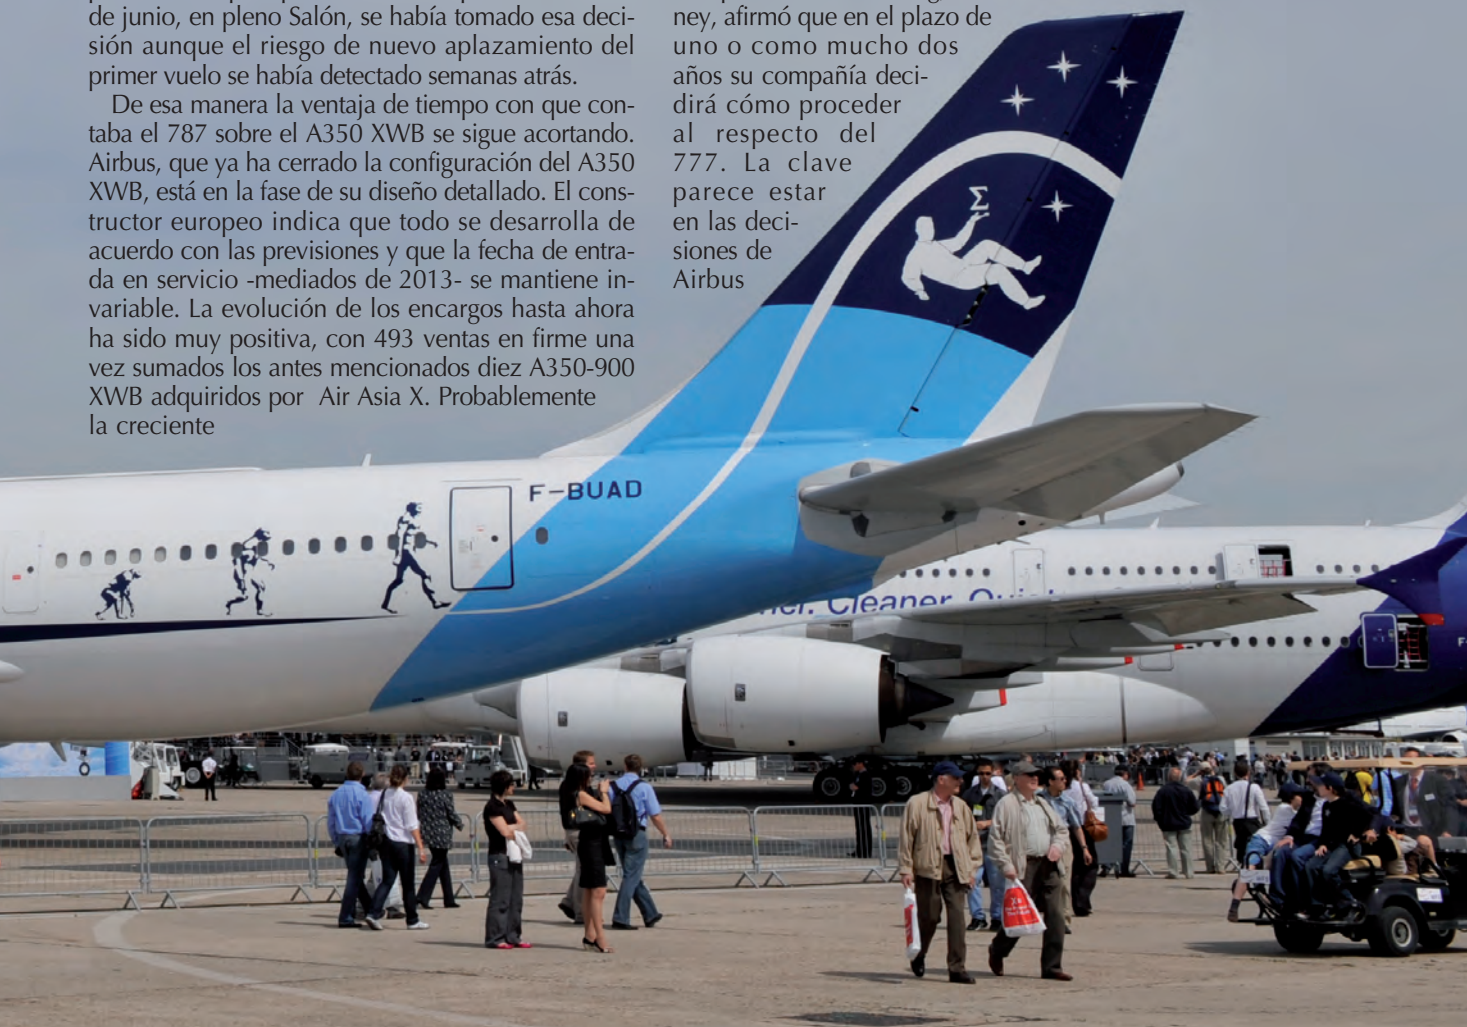 de junio, en pleno Salón, se había tomado esa deci-
sión aunque el riesgo de nuevo aplazamiento del
primer vuelo se había detectado semanas atrás.
De esa manera la ventaja de tiempo con que con-
taba el 787 sobre el A350 XWB se sigue acortando.
Airbus, que ya ha cerrado la configuración del A350
XWB, está en la fase de su diseño detallado. El cons-
tructor europeo indica que todo se desarrolla de
acuerdo con las previsiones y que la fecha de entra-
da en servicio -mediados de 2013- se mantiene in-
variable. La evolución de los encargos hasta ahora
ha sido muy positiva, con 493 ventas en firme una
vez sumados los antes mencionados diez A350-900
XWB adquiridos por Air Asia X. Probablemente
la creciente
ney, afirmó que en el plazo de
uno o como mucho dos
años su compañía deci-
dirá cómo proceder
al respecto del
777. La clave
parece estar
en las deci-
siones de
Airbus
Σ
F-BUAD
Cleaner.